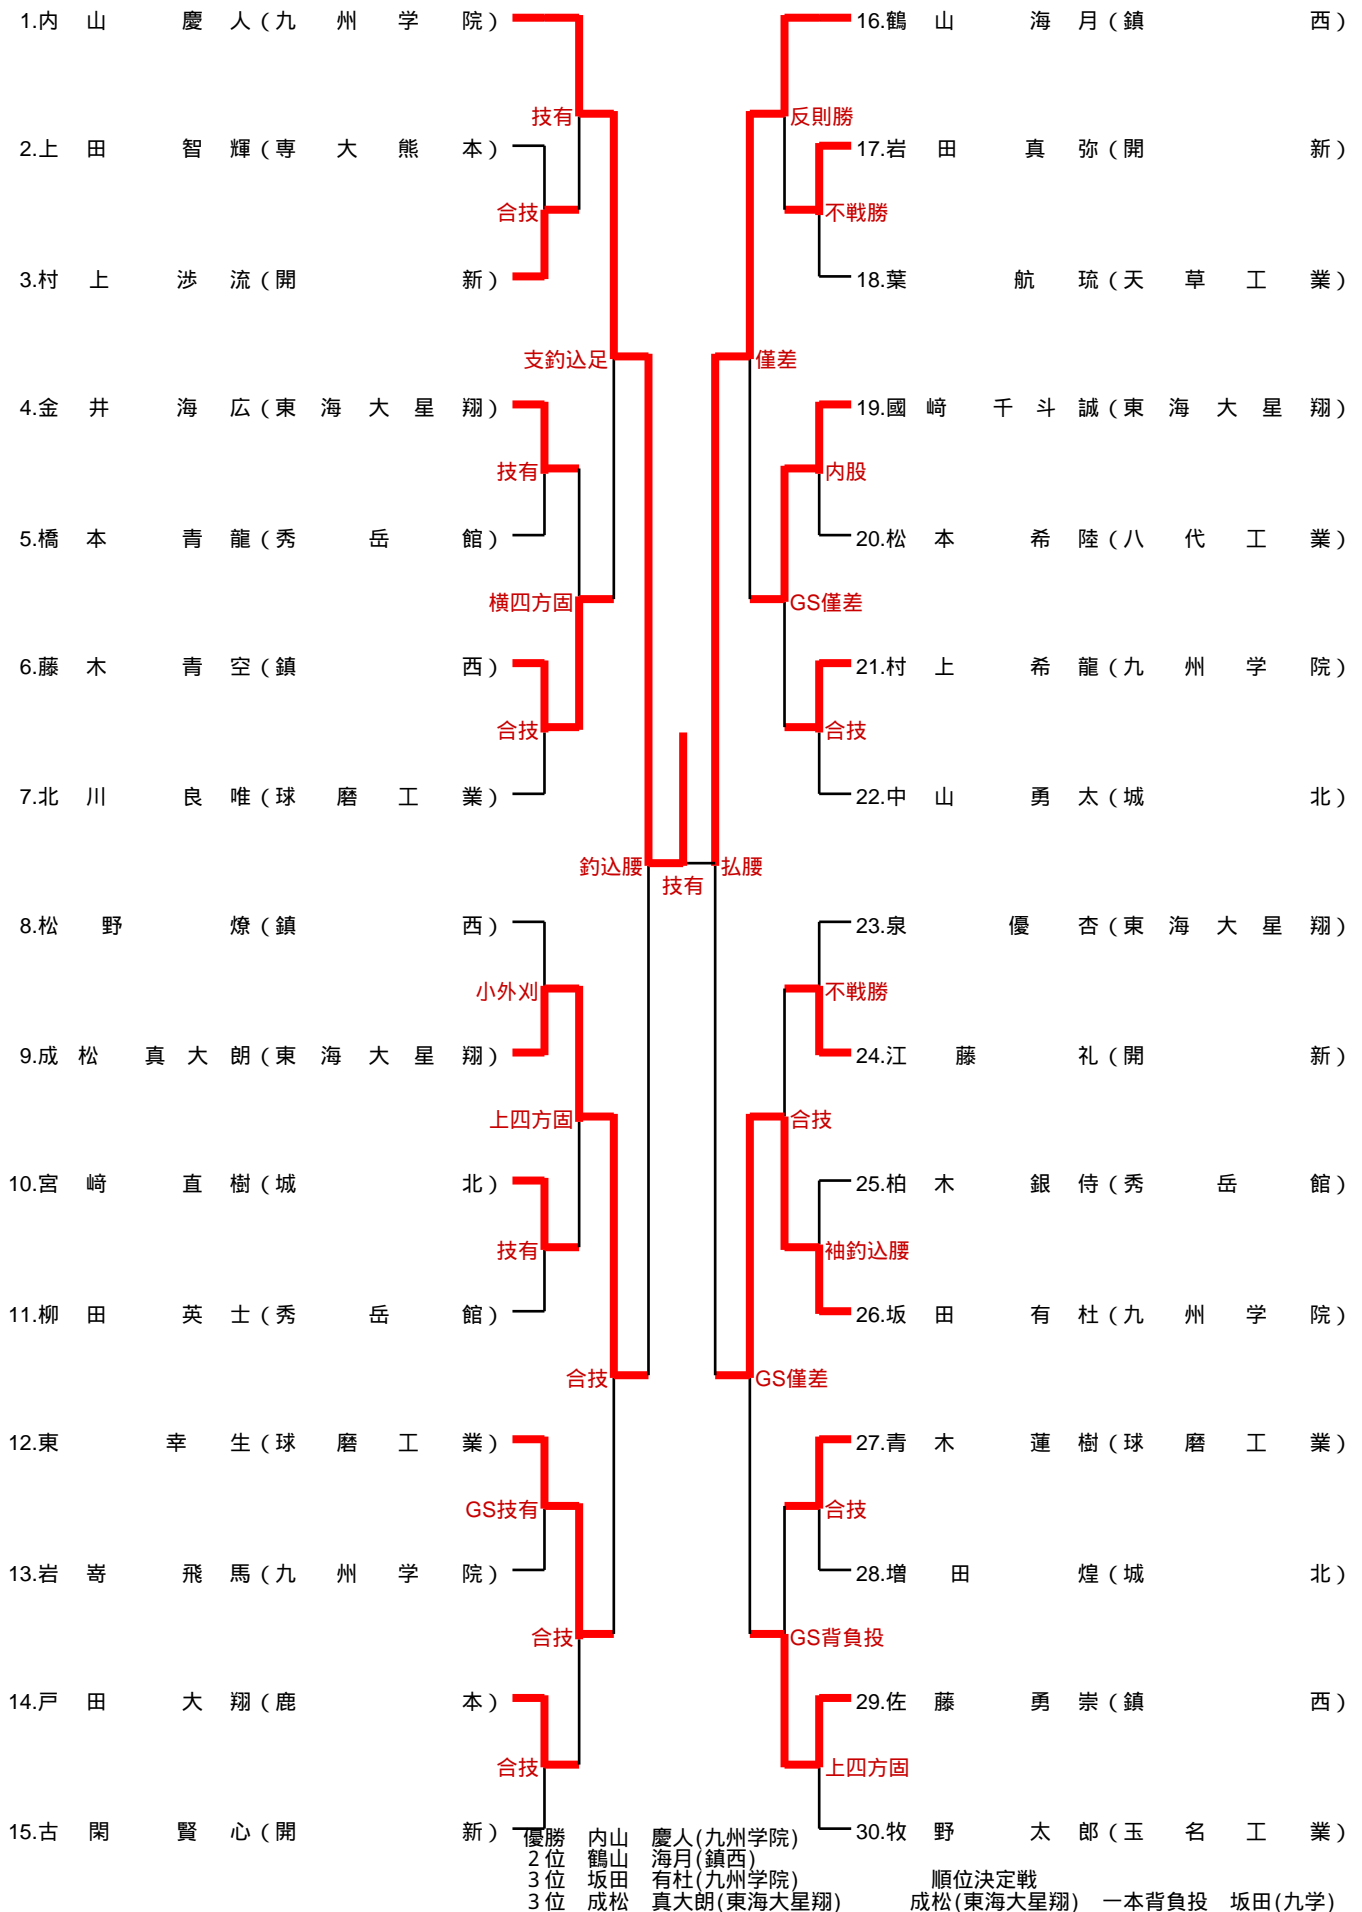 1.内山 慶人(九州学院)
技有
2.上田 智輝(専大熊本)
合技
3.村上 渉流(開新)
支釣込足
4.金井 海広(東海大星翔)
技有
5.橋本 青龍(秀岳館)
横四方固
6.藤木 青空(鎮西)
合技
7.北川 良唯(球磨工業)
釣込腰
8.松野 燎(鎮西)
小外刈
9.成松 真大朗(東海大星翔)
上四方固
10.宮﨑 直樹(城北)
技有
11.柳田 英士(秀岳館)
合技
12.東 幸生(球磨工業)
GS技有
13.岩嵜 飛馬(九州学院)
合技
14.戸田 大翔(鹿本)
合技
15.古閑 賢心(開新)
技有
16.鶴山 海月(鎮西)
反則勝
17.岩田 真弥(開新)
不戦勝
18.葉 航琉(天草工業)
僅差
19.國﨑 千斗誠(東海大星翔)
内股
20.松本 希陸(八代工業)
GS僅差
21.村上 希龍(九州学院)
合技
22.中山 勇太(城北)
払腰
23.泉 優杏(東海大星翔)
不戦勝
24.江藤 礼(開新)
合技
25.柏木 銀侍(秀岳館)
袖釣込腰
26.坂田 有杜(九州学院)
GS僅差
27.青木 蓮樹(球磨工業)
合技
28.増田 煌(城北)
GS背負投
29.佐藤 勇崇(鎮西)
上四方固
30.牧野 太郎(玉名工業)
優勝 内山 慶人(九州学院)
2位 鶴山 海月(鎮西)
3位 坂田 有杜(九州学院)
3位 成松 真大朗(東海大星翔)
順位決定戦
成松(東海大星翔) 一本背負投 坂田(九学)